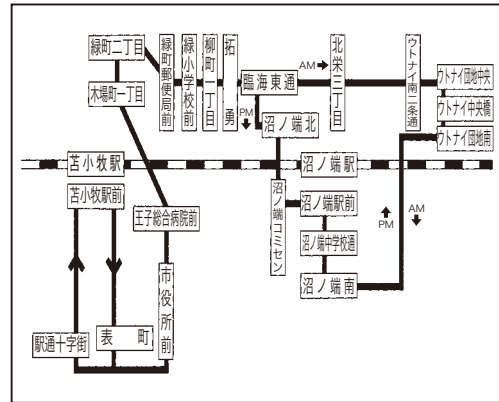 緑町二丁目
木場町一丁目
緑町郵便局前
緑小学校前
柳町一丁目
拓勇
臨海東通
AM
北栄二丁目
ウトナイ南二条通
ウトナイ団地中央
ウトナイ中央橋
ウトナイ団地南
PM
沼ノ端北
苫小牧駅
沼ノ端駅
苫小牧駅前
王子総合病院前
沼ノ端コミセン
沼ノ端駅前
沼ノ端中学校通
沼ノ端南
PM
AM
市役所前
駅通十字街
表町